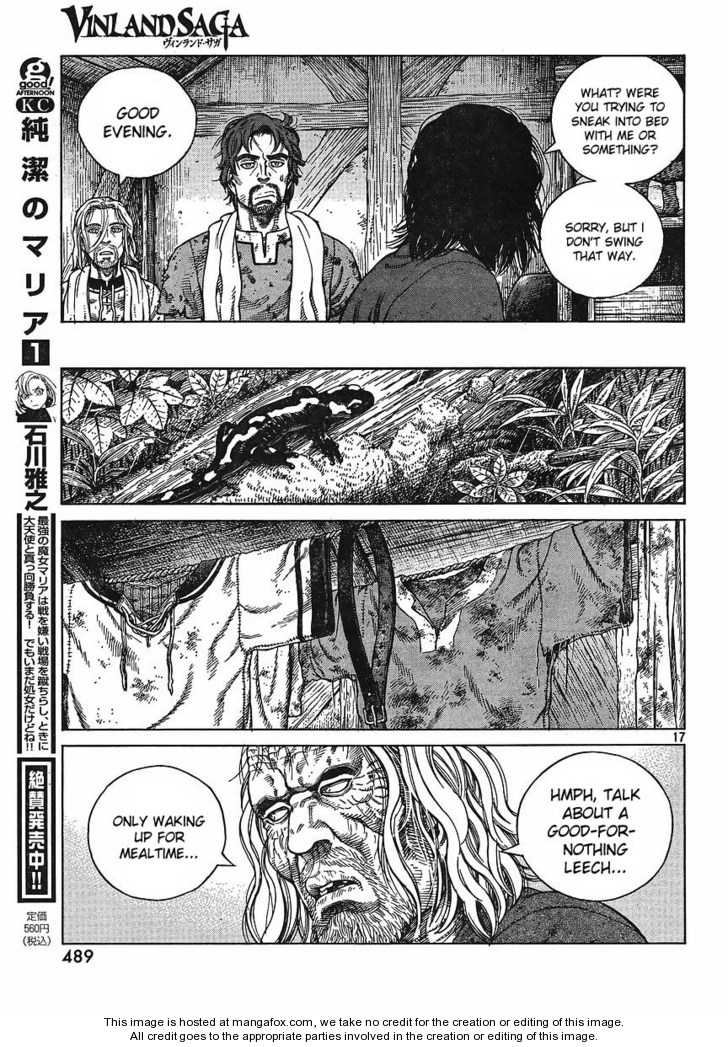 VINLAND SAGA
ヴィンランド・サガ
good!
AFTERNOON
KC
純潔のマリア
1
石川雅之
最強の魔女マリアは戦を嫌い戦場を蹴ちらし、ときに
大天使と真っ向勝負する! でもいまだ処女だけどね!!
絶賛発売中!!
定価
560円
(税込)
GOOD
EVENING.
WHAT? WERE
YOU TRYING TO
SNEAK INTO BED
WITH ME OR
SOMETHING?
SORRY, BUT I
DON'T SWING
THAT WAY.
17
HMPH, TALK
ABOUT A
GOOD-FOR-
NOTHING
LEECH...
ONLY WAKING
UP FOR
MEALTIME...
489
This image is hosted at mangafox.com, we take no credit for the creation or editing of this image.
All credit goes to the appropriate parties involved in the creation or editing of this image.